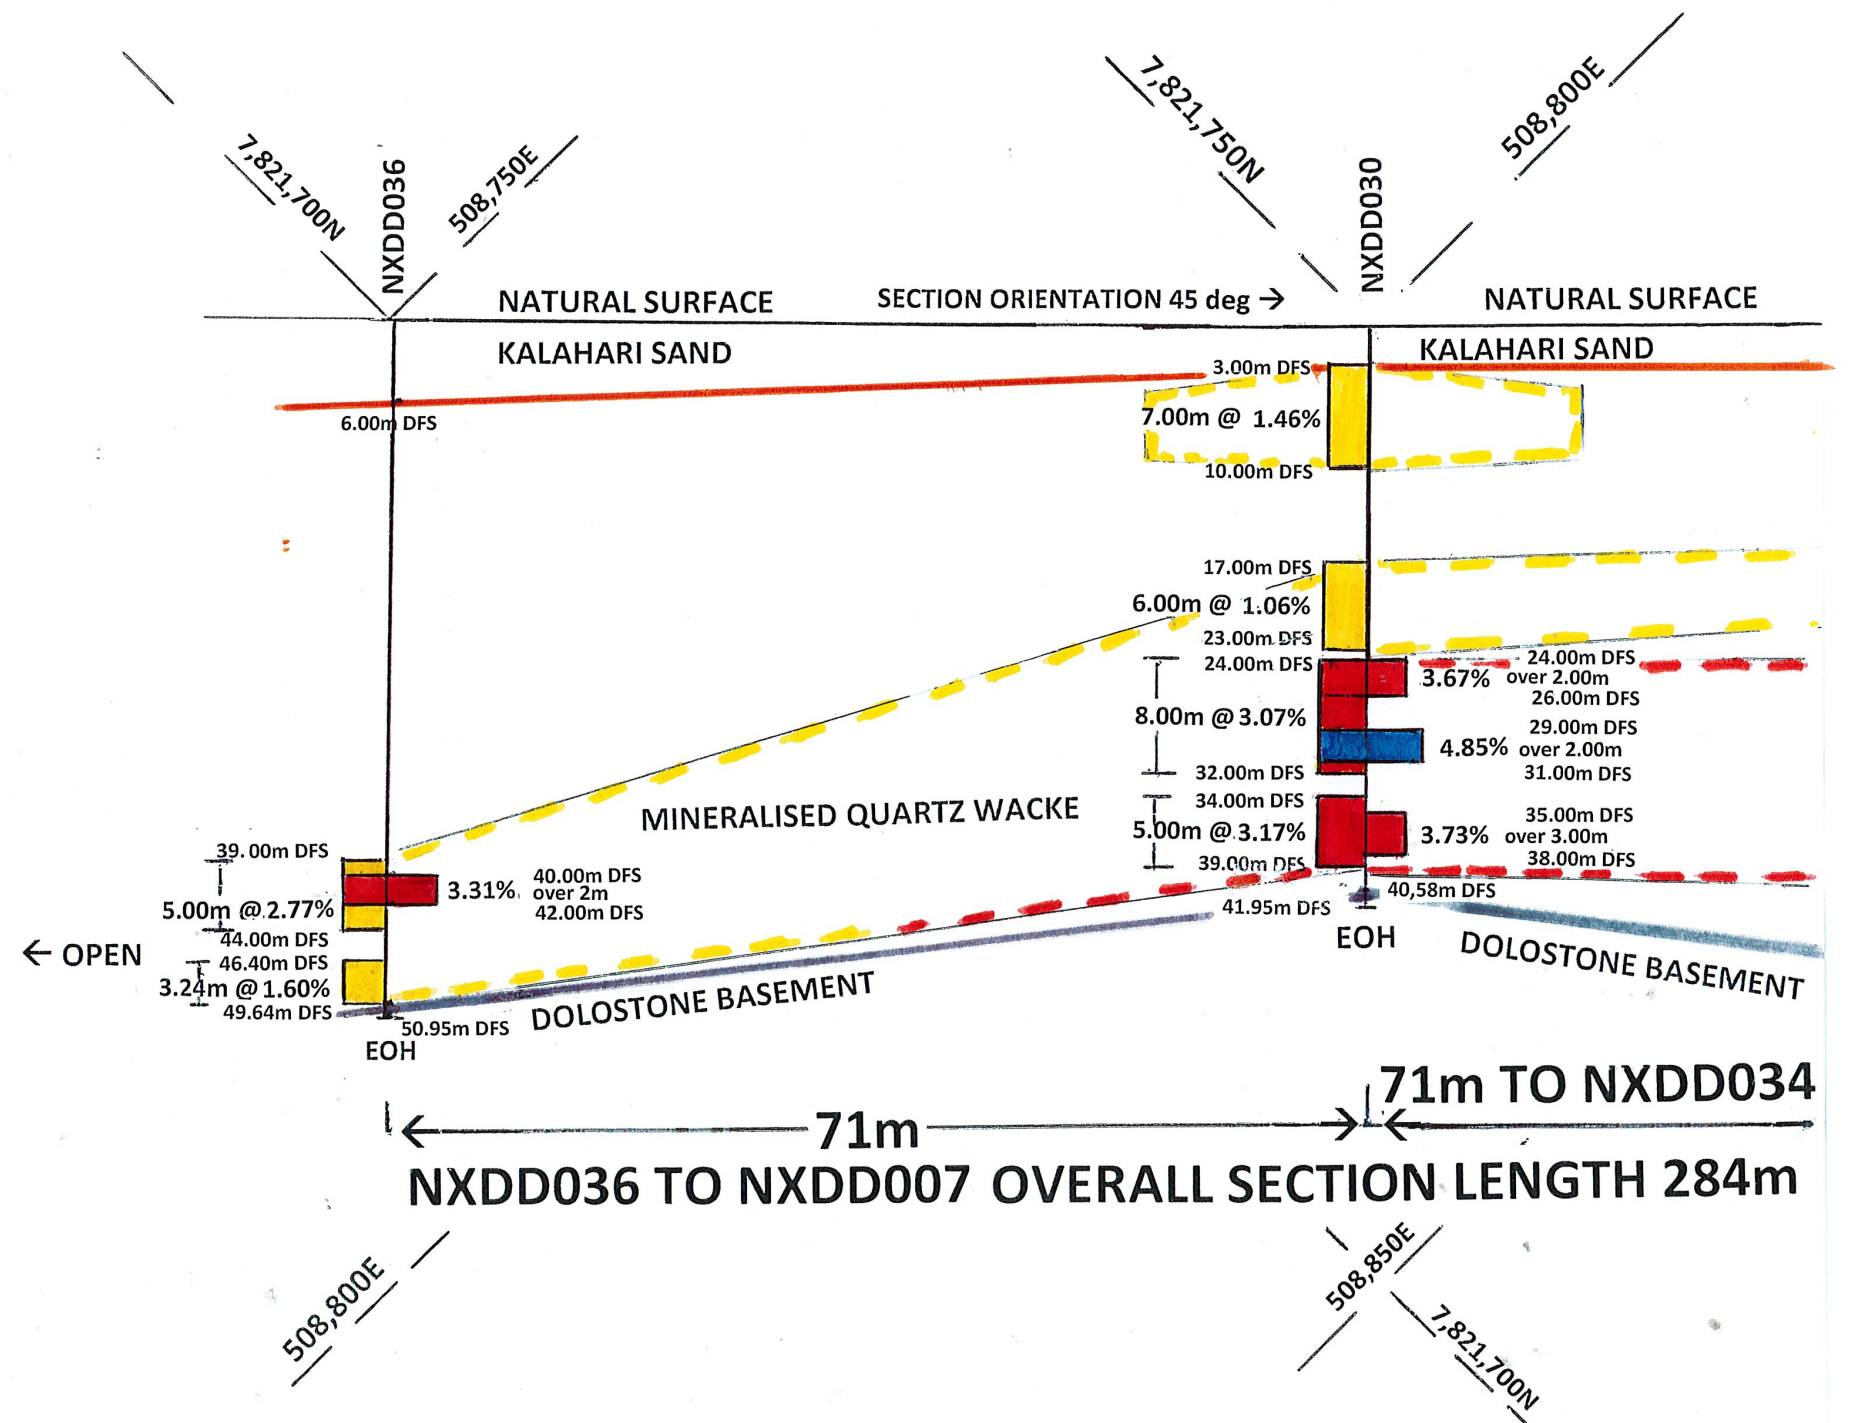 7,821,700N
NXDD036
508,750E
7,821,750N
NXDD030
508,800E
NATURAL SURFACE
SECTION ORIENTATION 45 deg →
NATURAL SURFACE
KALAHARI SAND
KALAHARI SAND
6.00m DFS
3.00m DFS
7.00m @ 1.46%
10.00m DFS
17.00m DFS
6.00m @ 1.06%
23.00m DFS
24.00m DFS
8.00m @ 3.07%
32.00m DFS
34.00m DFS
5.00m @ 3.17%
39.00m DFS
41.95m DFS
3.67%
24.00m DFS
over 2.00m
26.00m DFS
4.85%
29.00m DFS
over 2.00m
31.00m DFS
3.73%
35.00m DFS
over 3.00m
38.00m DFS
40,58m DFS
EOH
DOLOSTONE BASEMENT
MINERALISED QUARTZ WACKE
39.00m DFS
5.00m @ 2.77%
44.00m DFS
3.31%
40.00m DFS
over 2m
42.00m DFS
← OPEN
46.40m DFS
3.24m @ 1.60%
49.64m DFS
50.95m DFS
EOH
DOLOSTONE BASEMENT
71m
71m TO NXDD034
NXDD036 TO NXDD007 OVERALL SECTION LENGTH 284m
508,800E
508,850E
7,821,700N